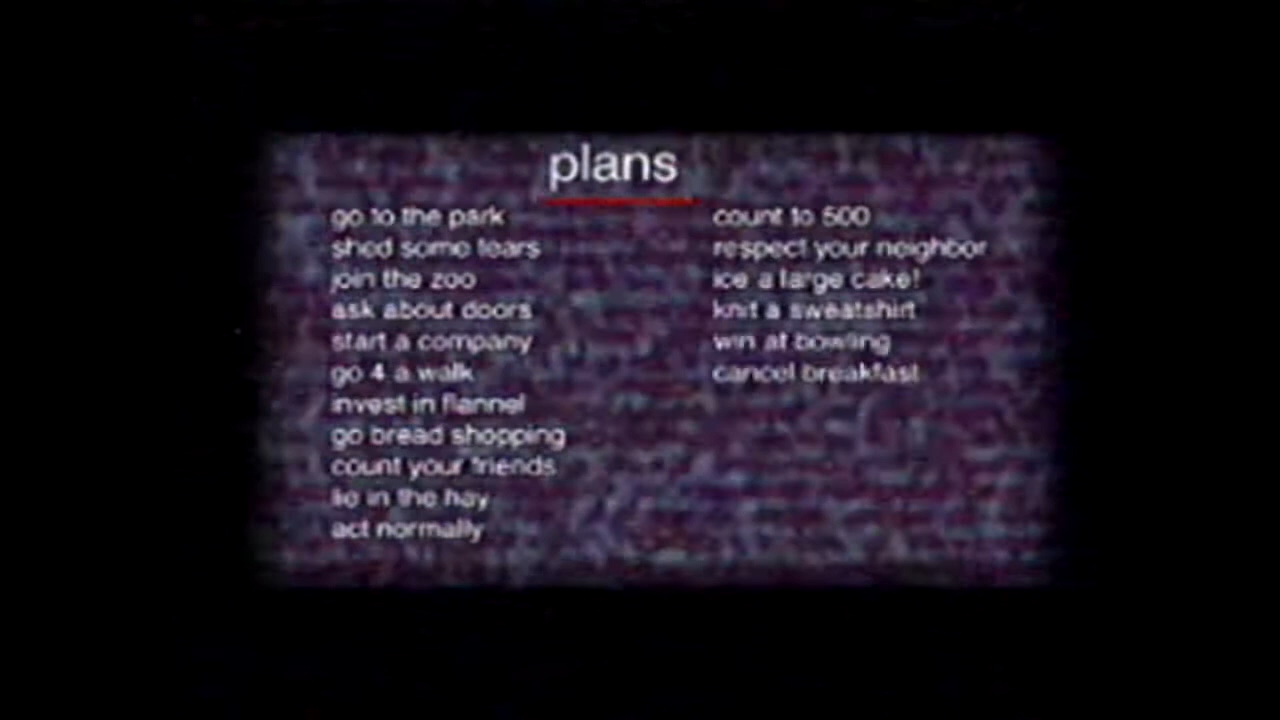 plans
go to the park
shed some tears
join the zoo
ask about doors
start a company
go 4 a walk
invest in flannel
go bread shopping
count your friends
lie in the hay
act normally
count to 500
respect your neighbor
ice a large cake!
knit a sweatshirt
win at bowling
cancel breakfast